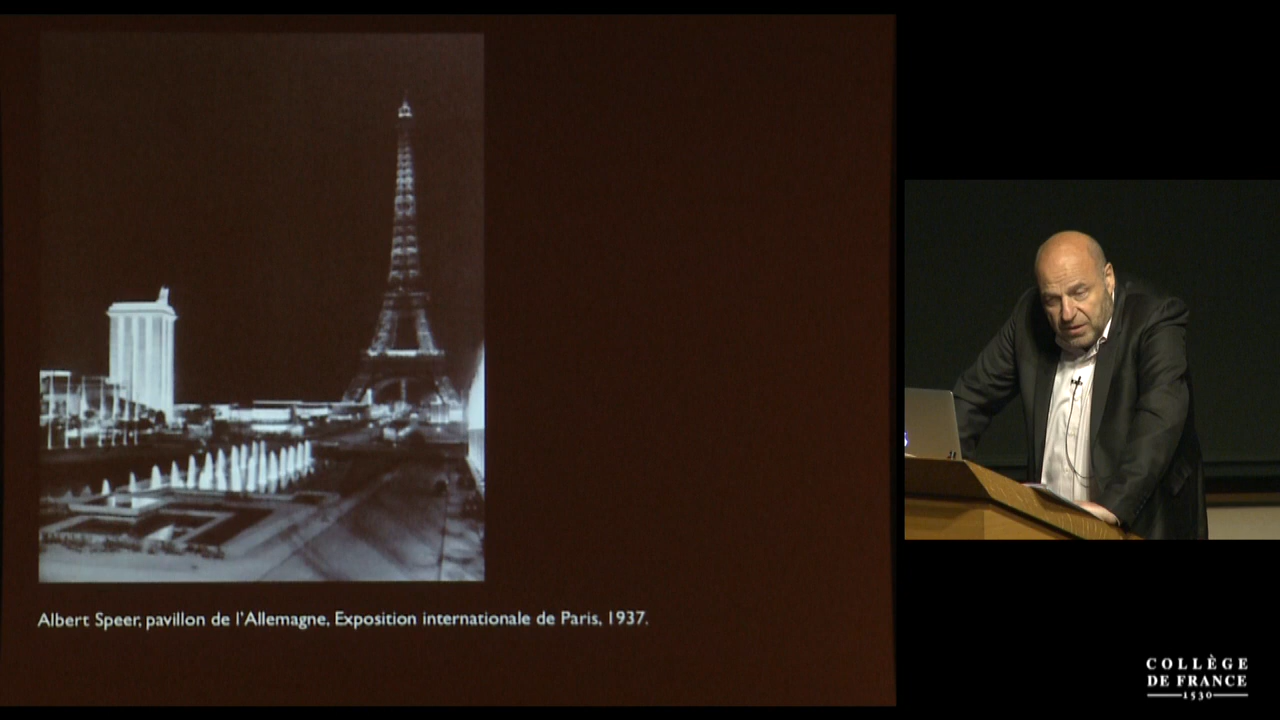 Albert Speer, pavillon de l'Allemagne, Exposition internationale de Paris, 1937.
COLLÈGE
DE FRANCE
1530